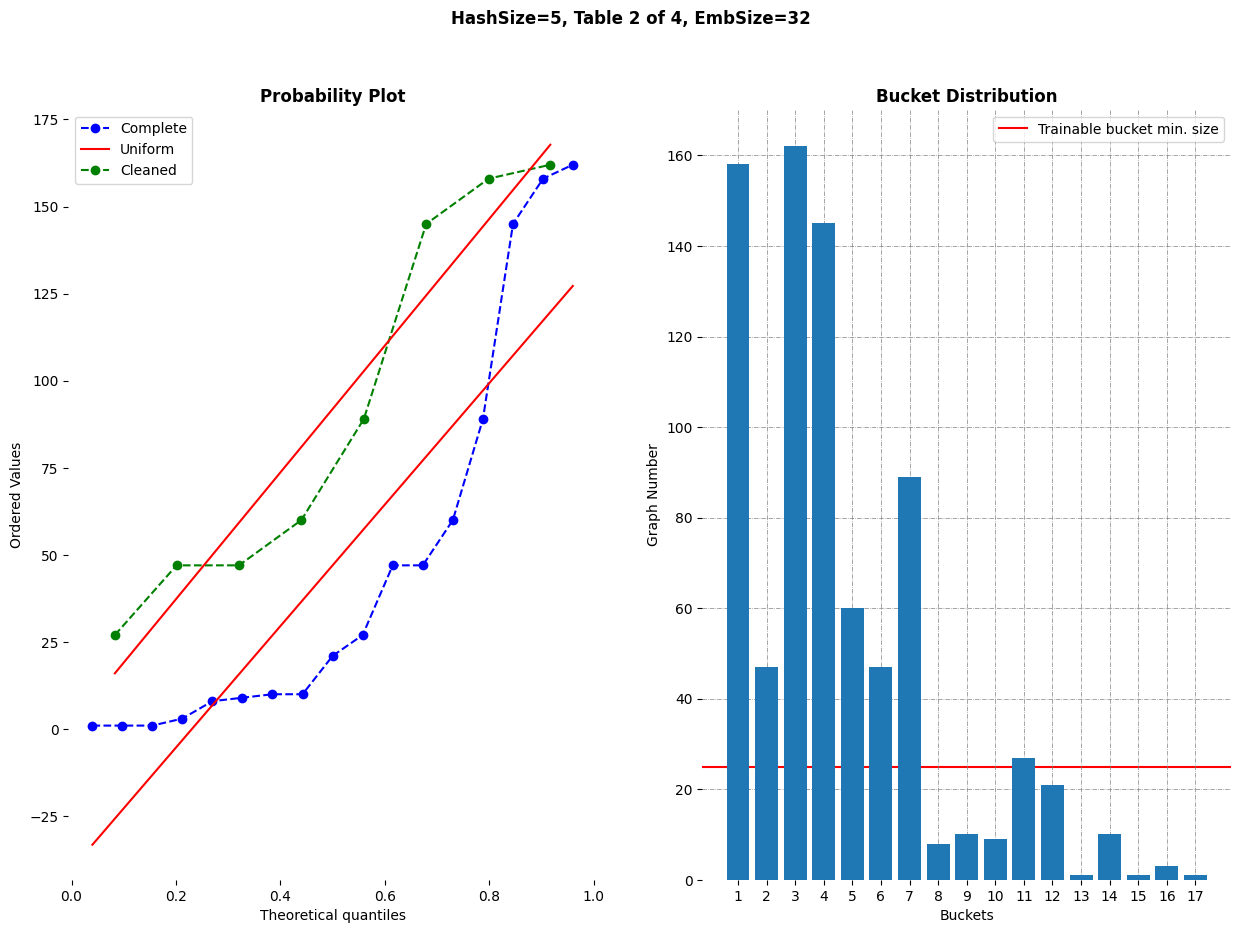 HashSize=5, Table 2 of 4, EmbSize=32
Probability Plot
Complete
Uniform
Cleaned
175
150
125
100
75
50
25
0
−25
Ordered Values
0.0 0.2 0.4 0.6 0.8 1.0
Theoretical quantiles
Bucket Distribution
Trainable bucket min. size
160
140
120
100
80
60
40
20
0
Graph Number
1 2 3 4 5 6 7 8 9 10 11 12 13 14 15 16 17
Buckets